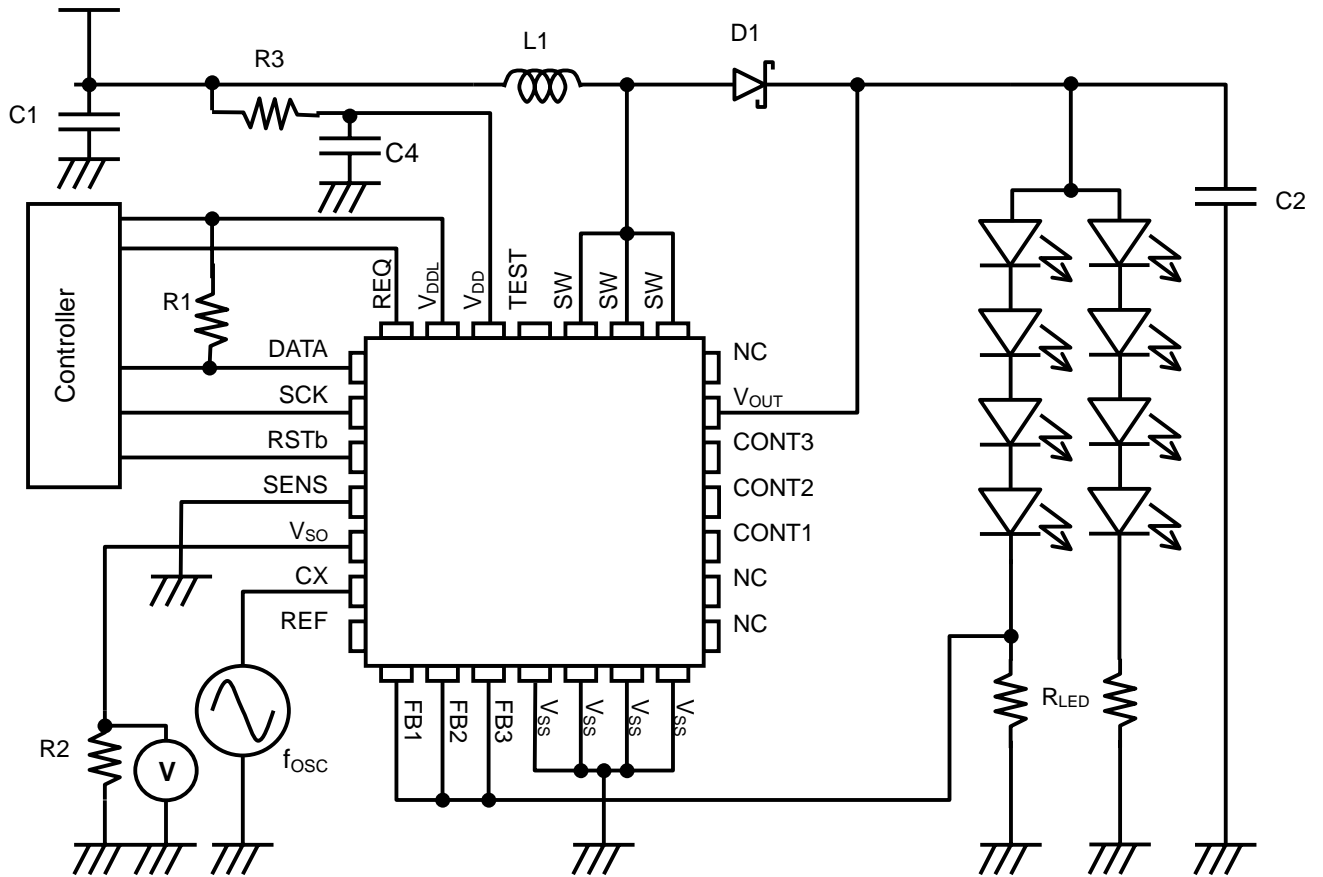 L1
D1
R3
C1
C4
C2
Controller
R1
REQ
VDDL
VDD
TEST
SW
SW
SW
DATA
SCK
RSTb
SENS
VSO
CX
REF
NC
VOUT
CONT3
CONT2
CONT1
NC
NC
FB1
FB2
FB3
VSS
VSS
VSS
VSS
R2
V
fOSC
RLED